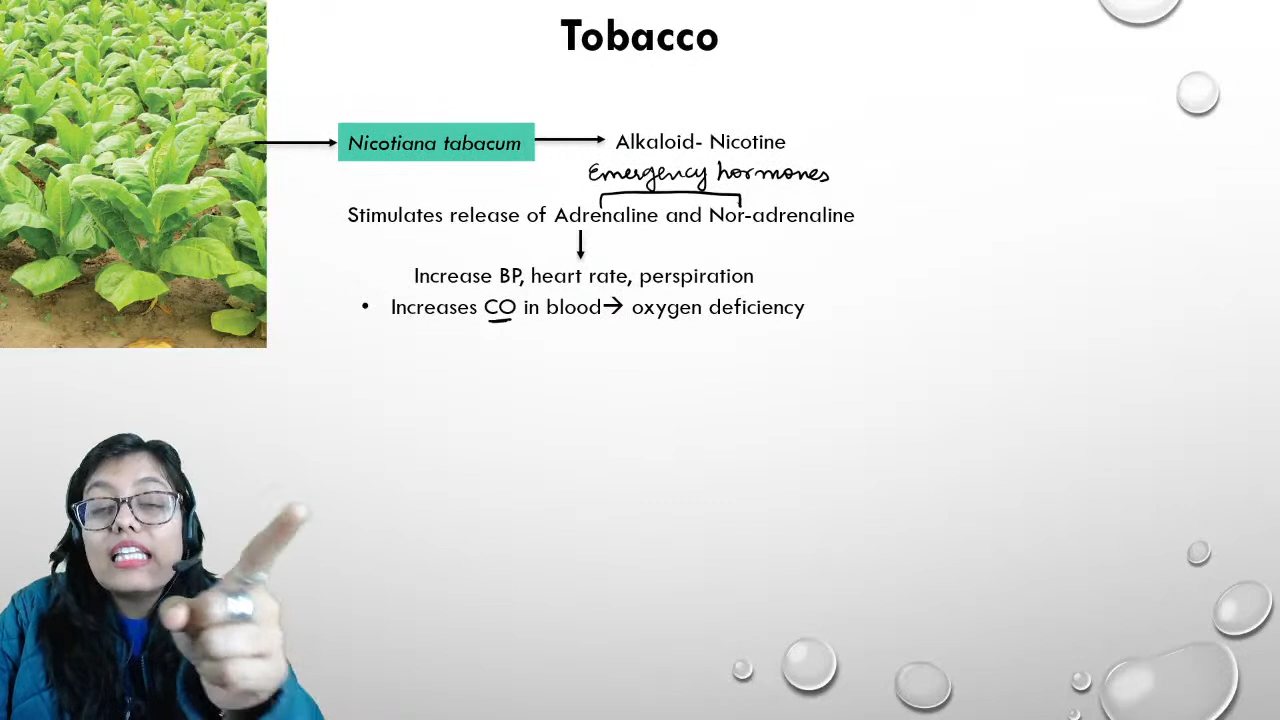 Tobacco
Nicotiana tabacum → Alkaloid- Nicotine
Emergency hormones
Stimulates release of Adrenaline and Nor-adrenaline
Increase BP, heart rate, perspiration
• Increases CO in blood→ oxygen deficiency